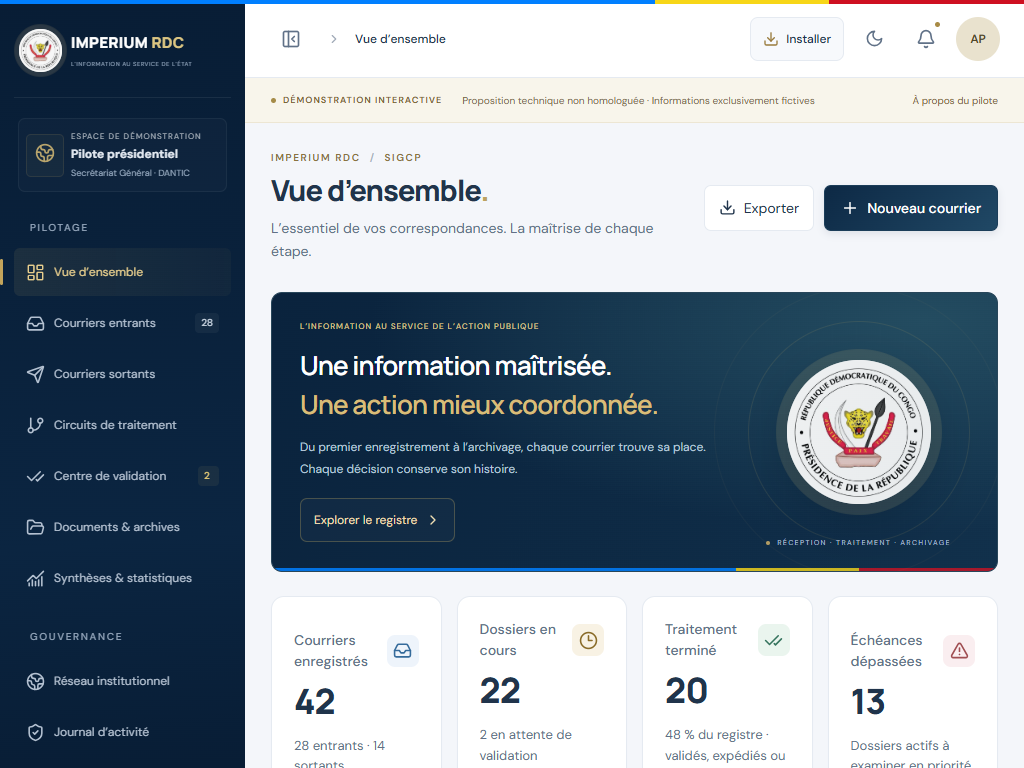 IMPERIUM RDC
L'INFORMATION AU SERVICE DE L'ÉTAT
ESPACE DE DÉMONSTRATION
Pilote présidentiel
Secrétariat Général · DANTIC
PILOTAGE
Vue d'ensemble
Courriers entrants 28
Courriers sortants
Circuits de traitement
Centre de validation 2
Documents & archives
Synthèses & statistiques
GOUVERNANCE
Réseau institutionnel
Journal d'activité
Vue d'ensemble
Installer
AP
DÉMONSTRATION INTERACTIVE
Proposition technique non homologuée · Informations exclusivement fictives
À propos du pilote
IMPERIUM RDC / SIGCP
Vue d'ensemble.
L'essentiel de vos correspondances. La maîtrise de chaque
étape.
Exporter
Nouveau courrier
L'INFORMATION AU SERVICE DE L'ACTION PUBLIQUE
Une information maîtrisée.
Une action mieux coordonnée.
Du premier enregistrement à l'archivage, chaque courrier trouve sa place.
Chaque décision conserve son histoire.
Explorer le registre
RÉPUBLIQUE DÉMOCRATIQUE DU CONGO
JUSTICE PAIX TRAVAIL
PRÉSIDENCE DE LA RÉPUBLIQUE
RÉCEPTION · TRAITEMENT · ARCHIVAGE
Courriers
enregistrés
42
28 entrants · 14
sortants
Dossiers en
cours
22
2 en attente de
validation
Traitement
terminé
20
48 % du registre ·
validés, expédiés ou
Échéances
dépassées
13
Dossiers actifs à
examiner en priorité